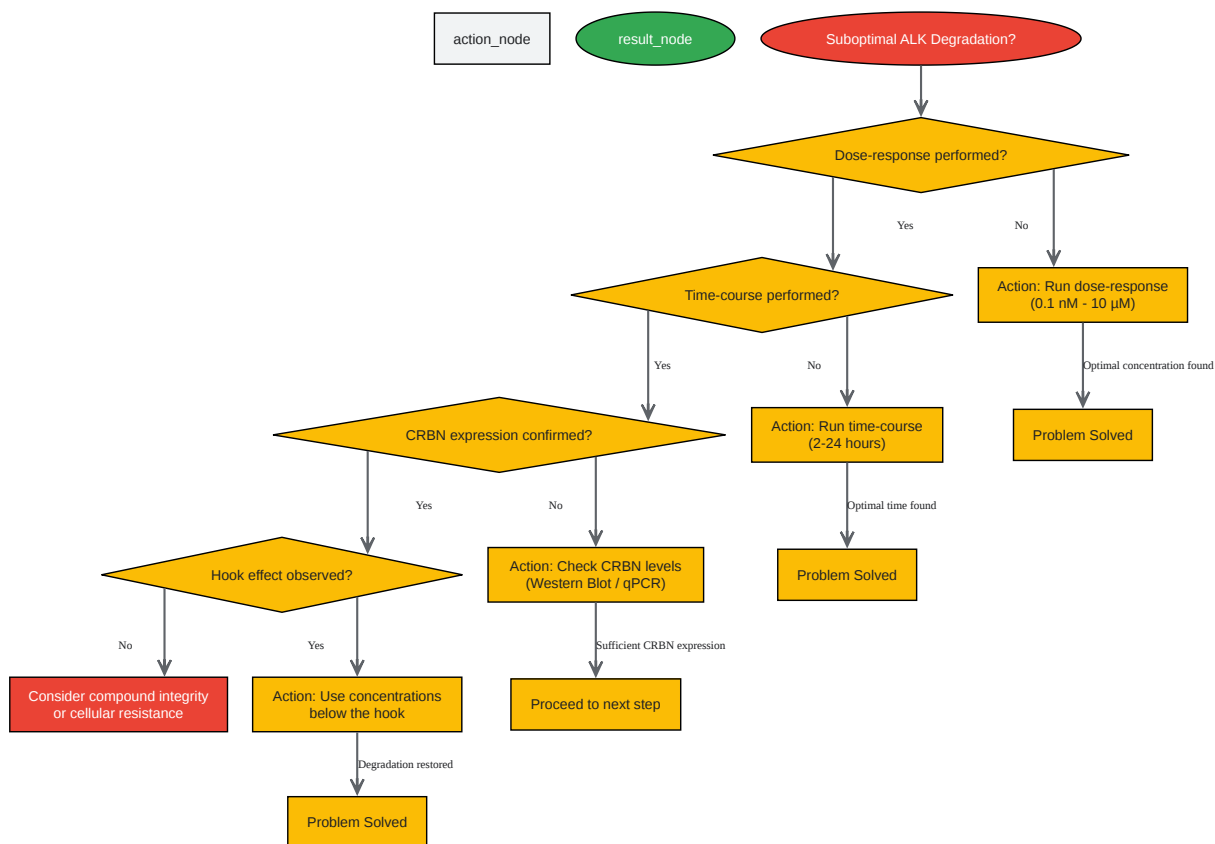 action_node
result_node
Suboptimal ALK Degradation?
Dose-response performed?
Yes
No
Time-course performed?
Action: Run dose-response
(0.1 nM - 10 µM)
Yes
No
Optimal concentration found
CRBN expression confirmed?
Action: Run time-course
(2-24 hours)
Problem Solved
Yes
No
Optimal time found
Hook effect observed?
Action: Check CRBN levels
(Western Blot / qPCR)
Problem Solved
No
Yes
Sufficient CRBN expression
Consider compound integrity
or cellular resistance
Action: Use concentrations
below the hook
Proceed to next step
Degradation restored
Problem Solved